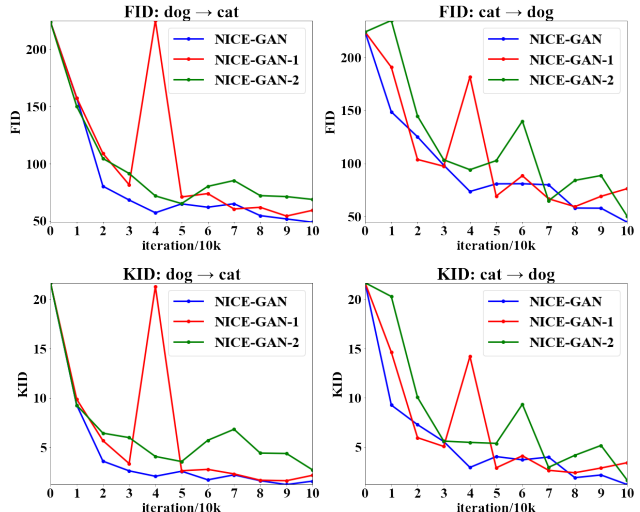 FID: dog → cat
FID
200
150
100
50
NICE-GAN
NICE-GAN-1
NICE-GAN-2
0 1 2 3 4 5 6 7 8 9 10
iteration/10k
FID: cat → dog
FID
200
150
100
50
NICE-GAN
NICE-GAN-1
NICE-GAN-2
0 1 2 3 4 5 6 7 8 9 10
iteration/10k
KID: dog → cat
KID
20
15
10
5
NICE-GAN
NICE-GAN-1
NICE-GAN-2
0 1 2 3 4 5 6 7 8 9 10
iteration/10k
KID: cat → dog
KID
20
15
10
5
NICE-GAN
NICE-GAN-1
NICE-GAN-2
0 1 2 3 4 5 6 7 8 9 10
iteration/10k